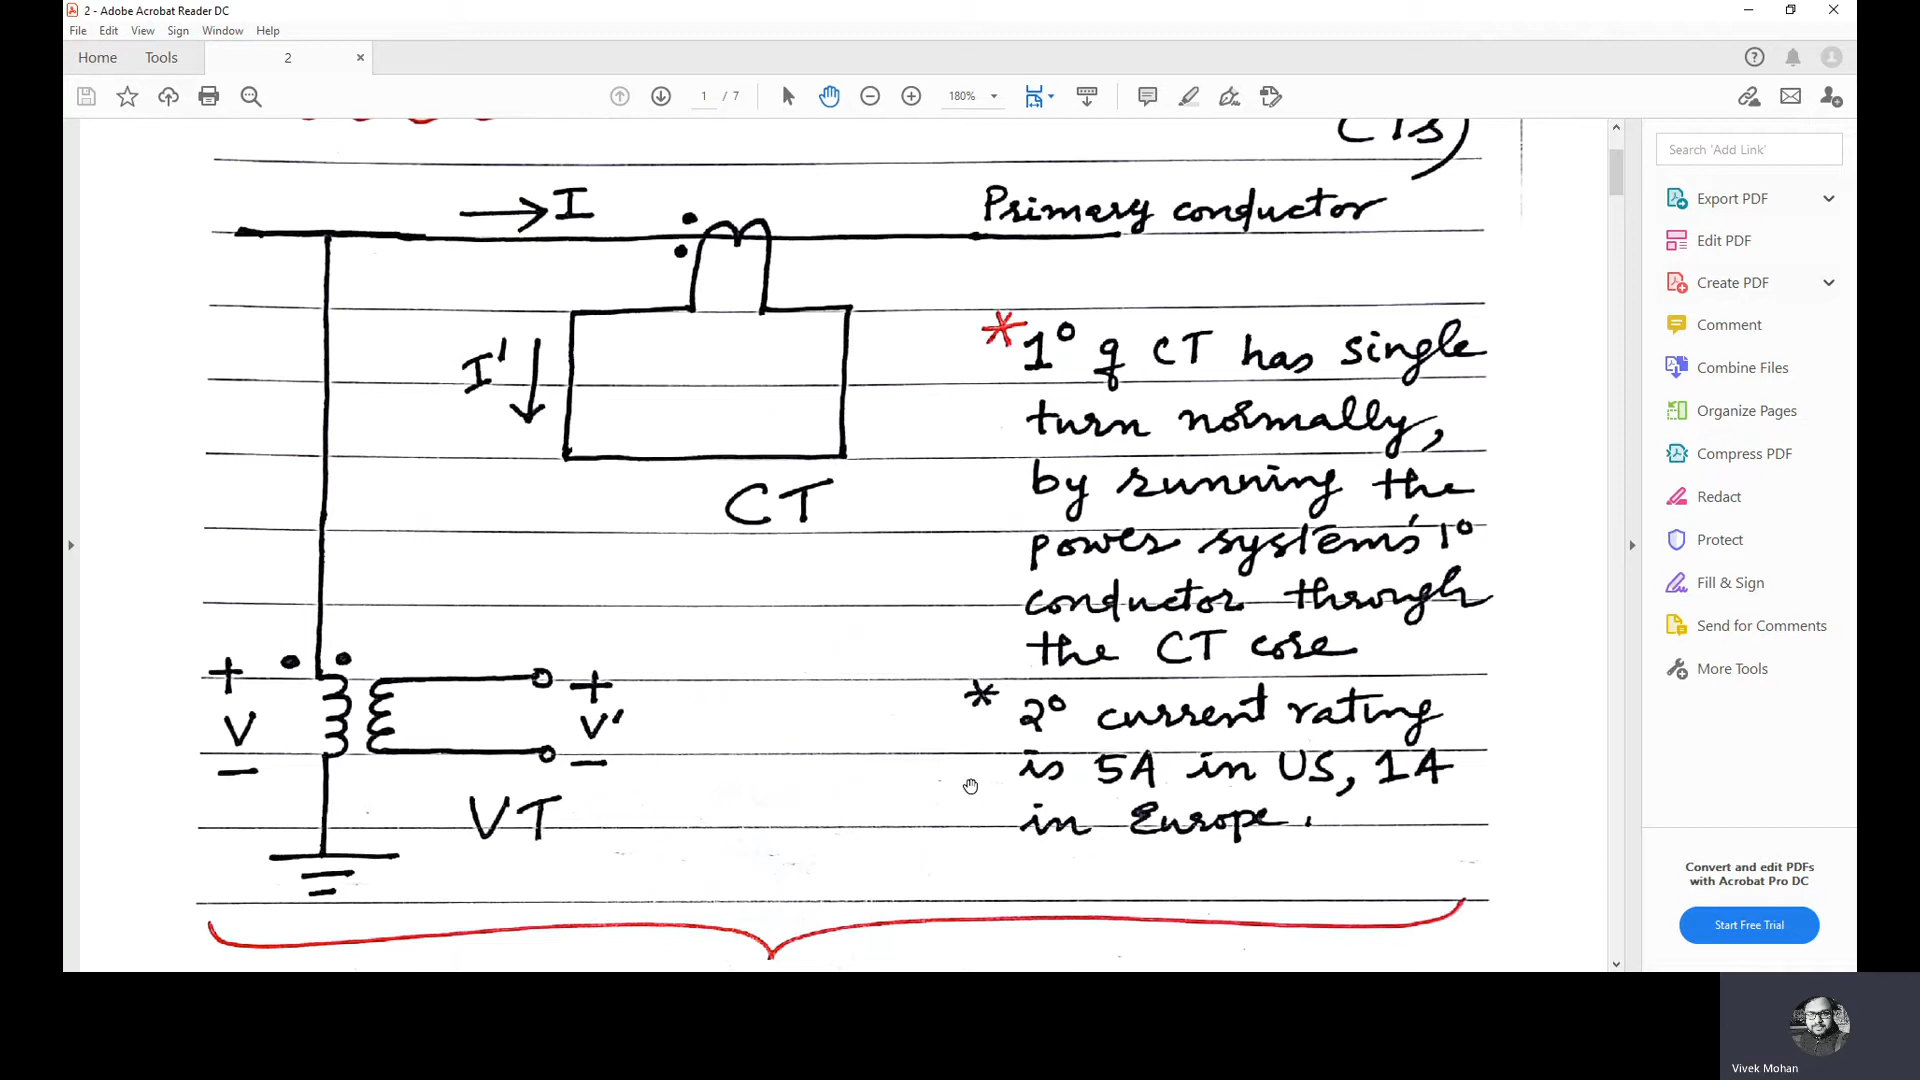 2 - Adobe Acrobat Reader DC
File Edit View Sign Window Help
Home Tools 2
1 / 7 180%
CTs)
→ I
Primary conductor
I'
CT
* 1° of CT has single
turn normally,
by running the
power system's 1°
conductor through
the CT core
* 2° current rating
is 5A in US, 1A
in Europe.
+ +
V V'
- -
VT
Search 'Add Link'
Export PDF
Edit PDF
Create PDF
Comment
Combine Files
Organize Pages
Compress PDF
Redact
Protect
Fill & Sign
Send for Comments
More Tools
Convert and edit PDFs
with Acrobat Pro DC
Start Free Trial
Vivek Mohan